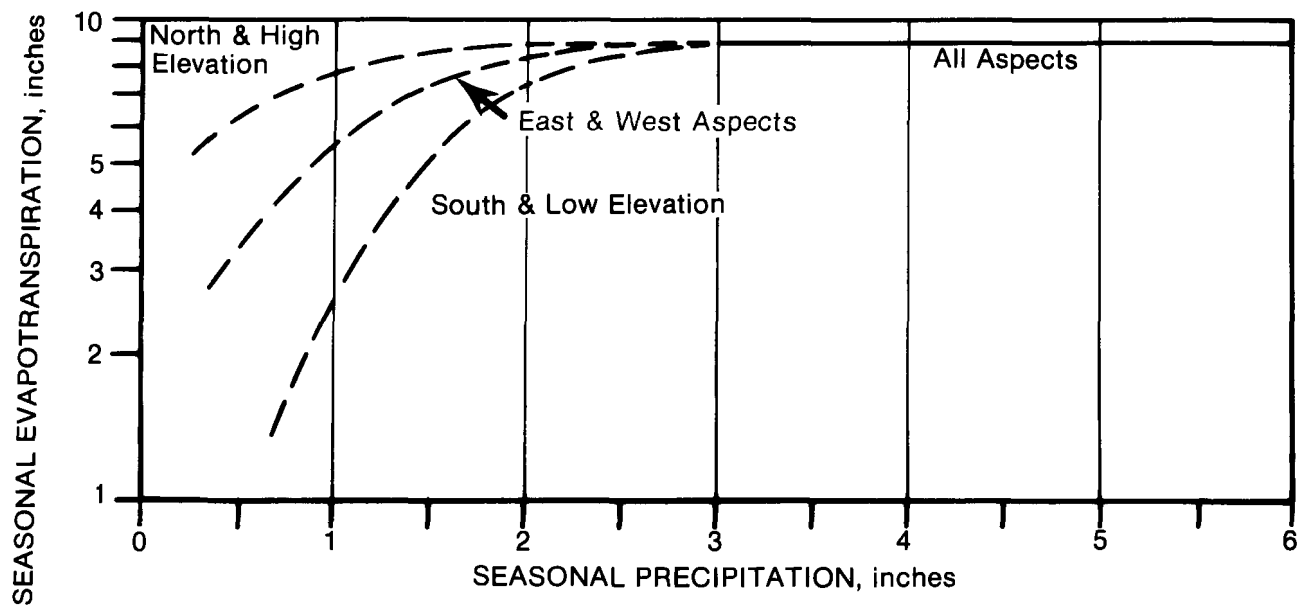 SEASONAL EVAPOTRANSPIRATION, inches
10
5
4
3
2
1
North & High
Elevation
All Aspects
East & West Aspects
South & Low Elevation
0 1 2 3 4 5 6
SEASONAL PRECIPITATION, inches